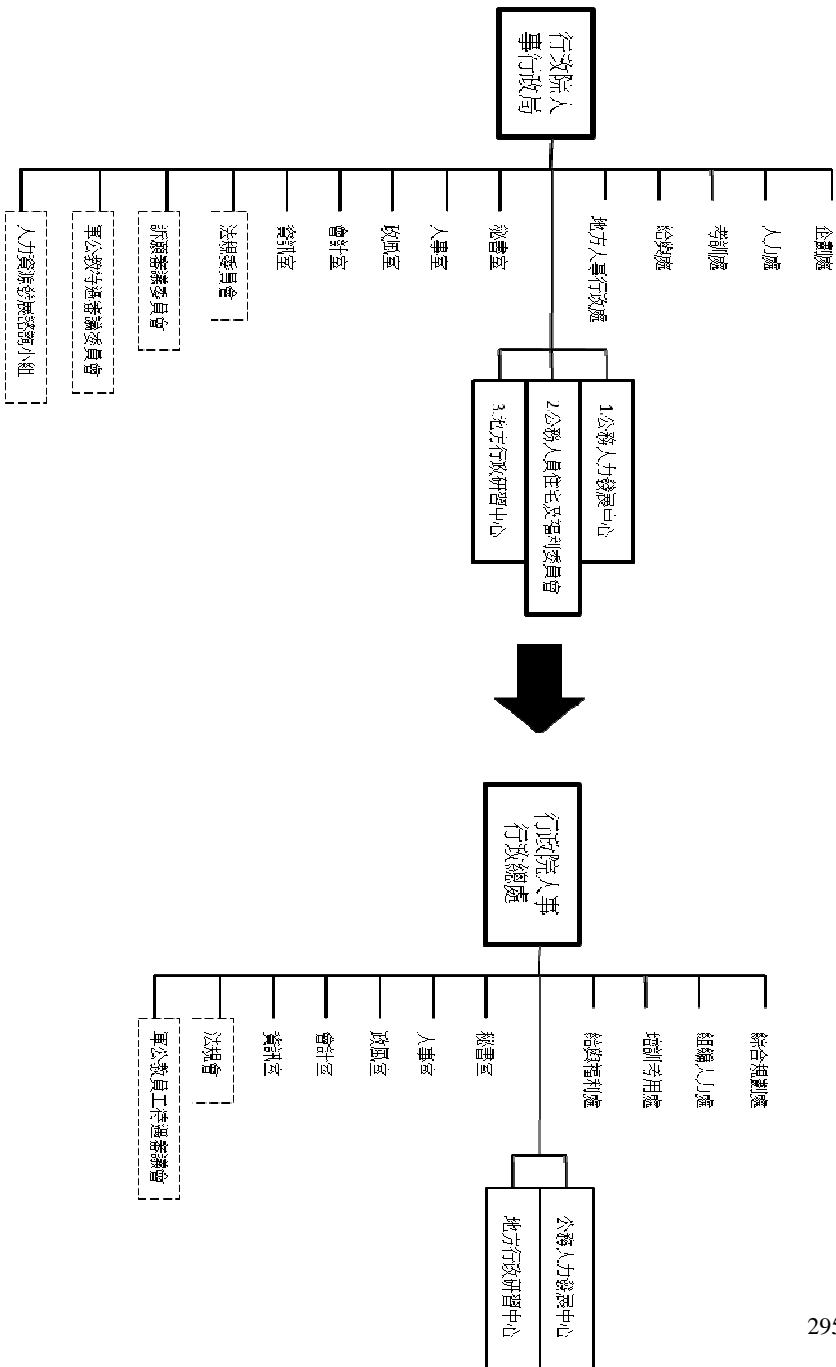 行政院人
事行政局
企劃處
人力處
考訓處
給與處
地方人事行政處
秘書室
人事室
政風室
會計室
資訊室
法規委員會
訴願審議委員會
軍公教待遇審議委員會
人力資源發展諮詢小組
1.公務人力發展中心
2.公務人員住宅及福利委員會
3.地方行政研習中心
行政院人事
行政總處
綜合規劃處
組編人力處
培訓考用處
給與福利處
秘書室
人事室
政風室
會計室
資訊室
法規會
軍公教員工待遇審議會
公務人力發展中心
地方行政研習中心